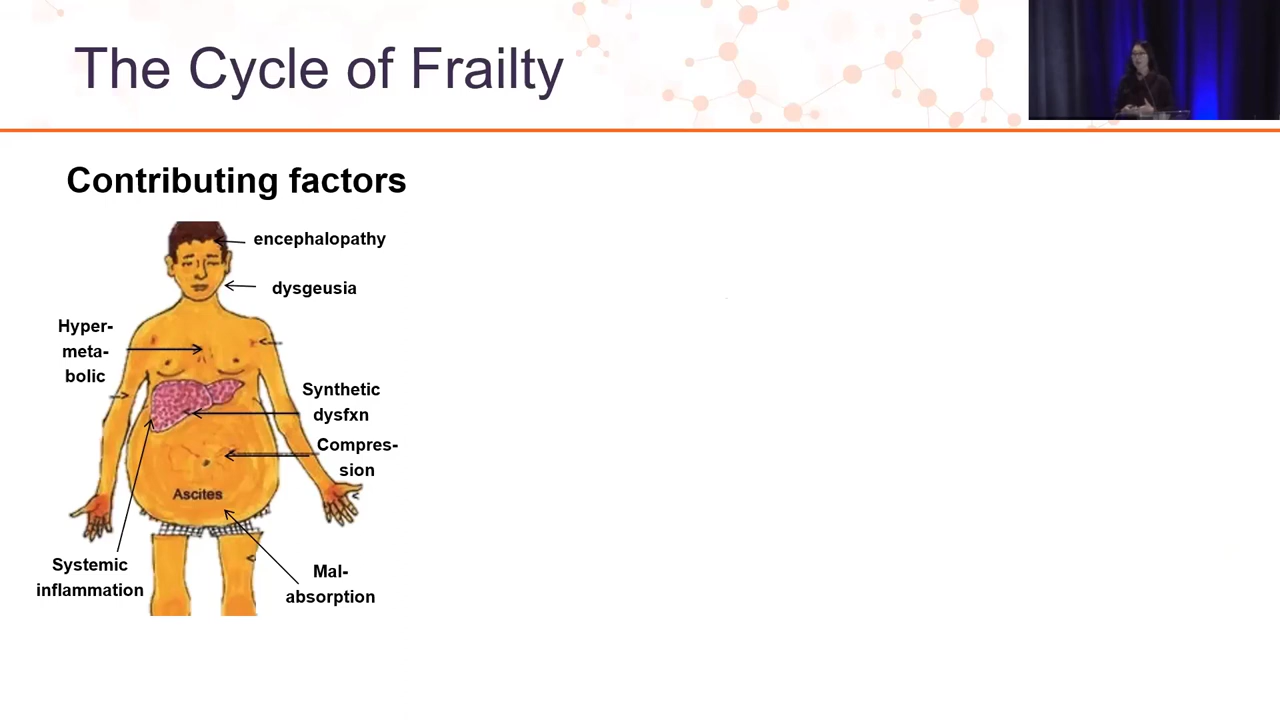 The Cycle of Frailty
Contributing factors
encephalopathy
dysgeusia
Hyper-
meta-
bolic
Synthetic
dysfxn
Compres-
sion
Ascites
Systemic
inflammation
Mal-
absorption